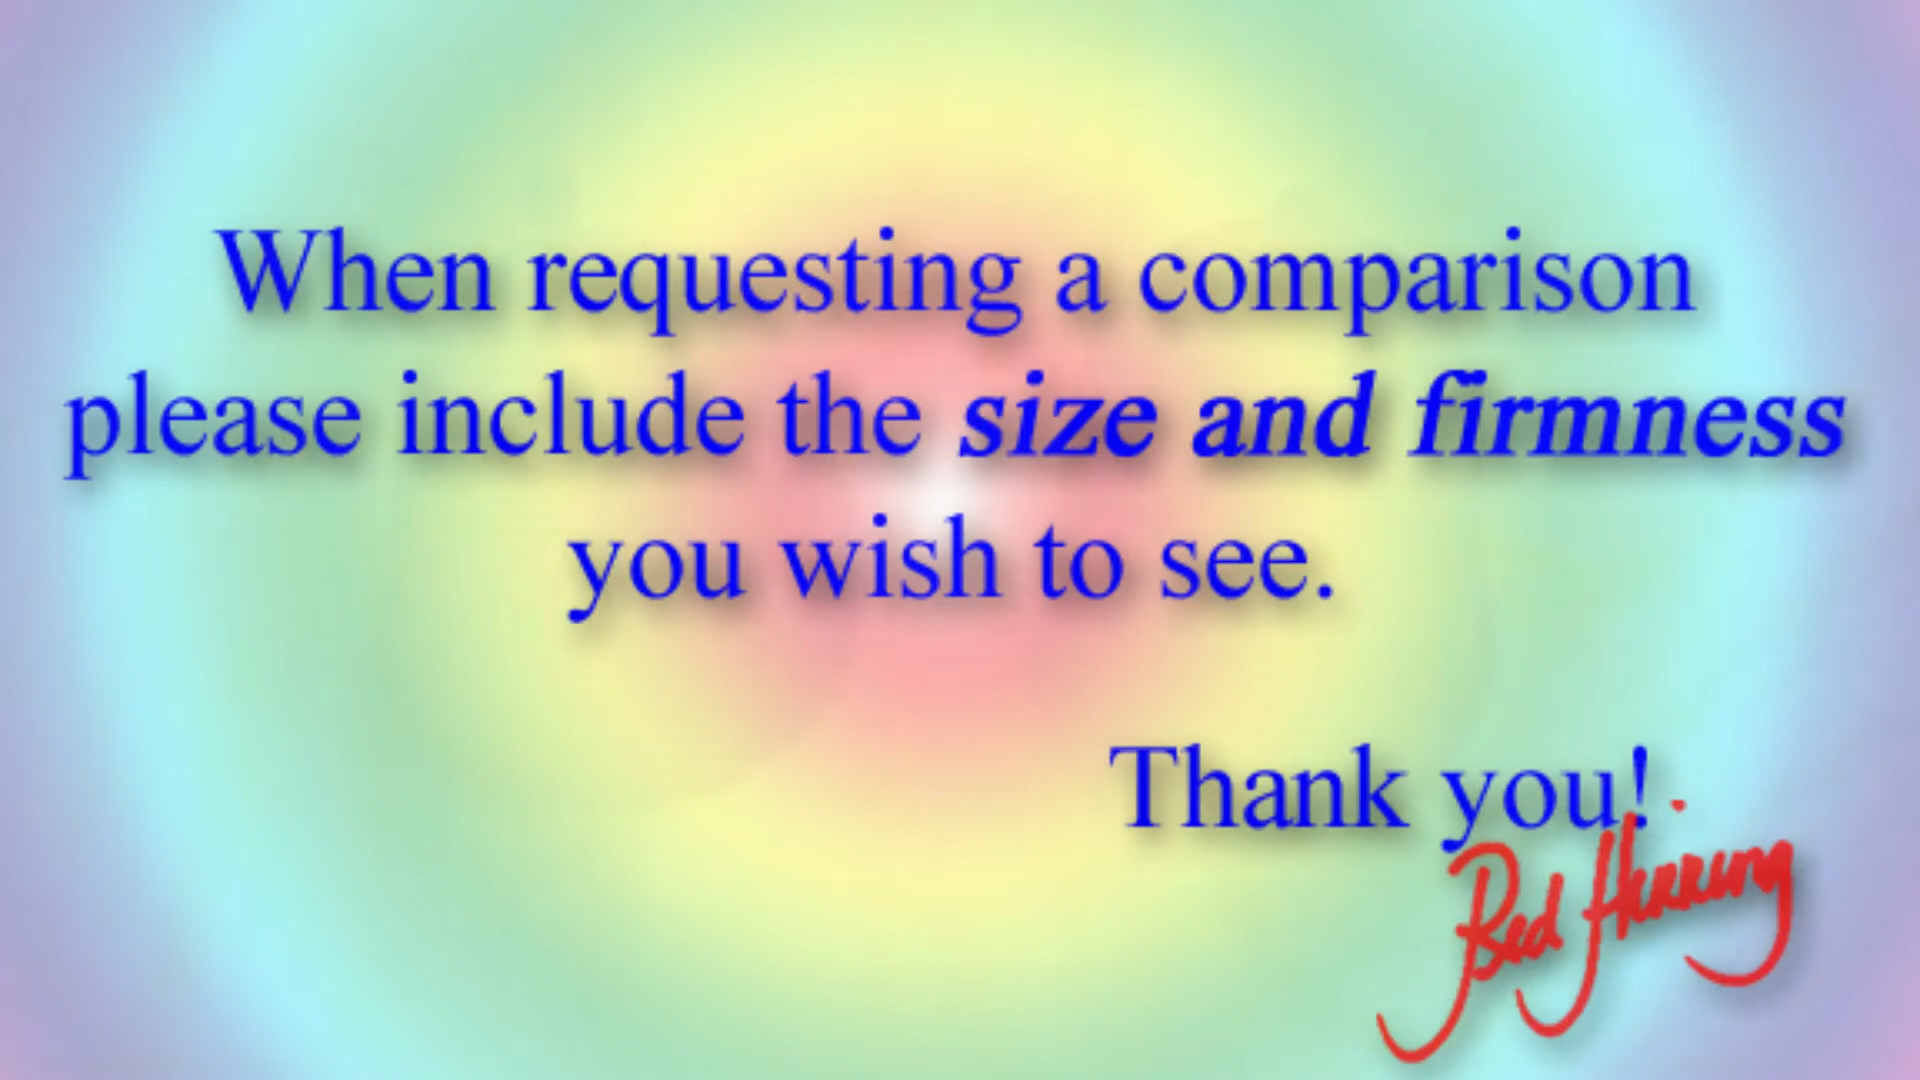 When requesting a comparison
please include the size and firmness
you wish to see.
Thank you!
Red Herring